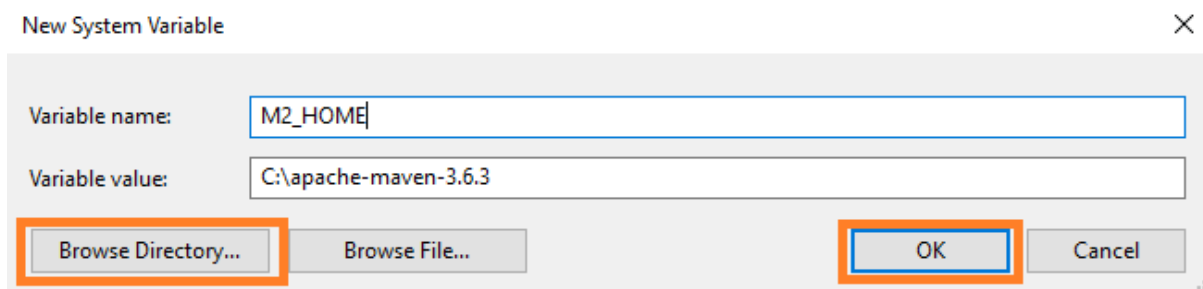 New System Variable
Variable name: M2_HOME
Variable value: C:\apache-maven-3.6.3
Browse Directory... Browse File... OK Cancel